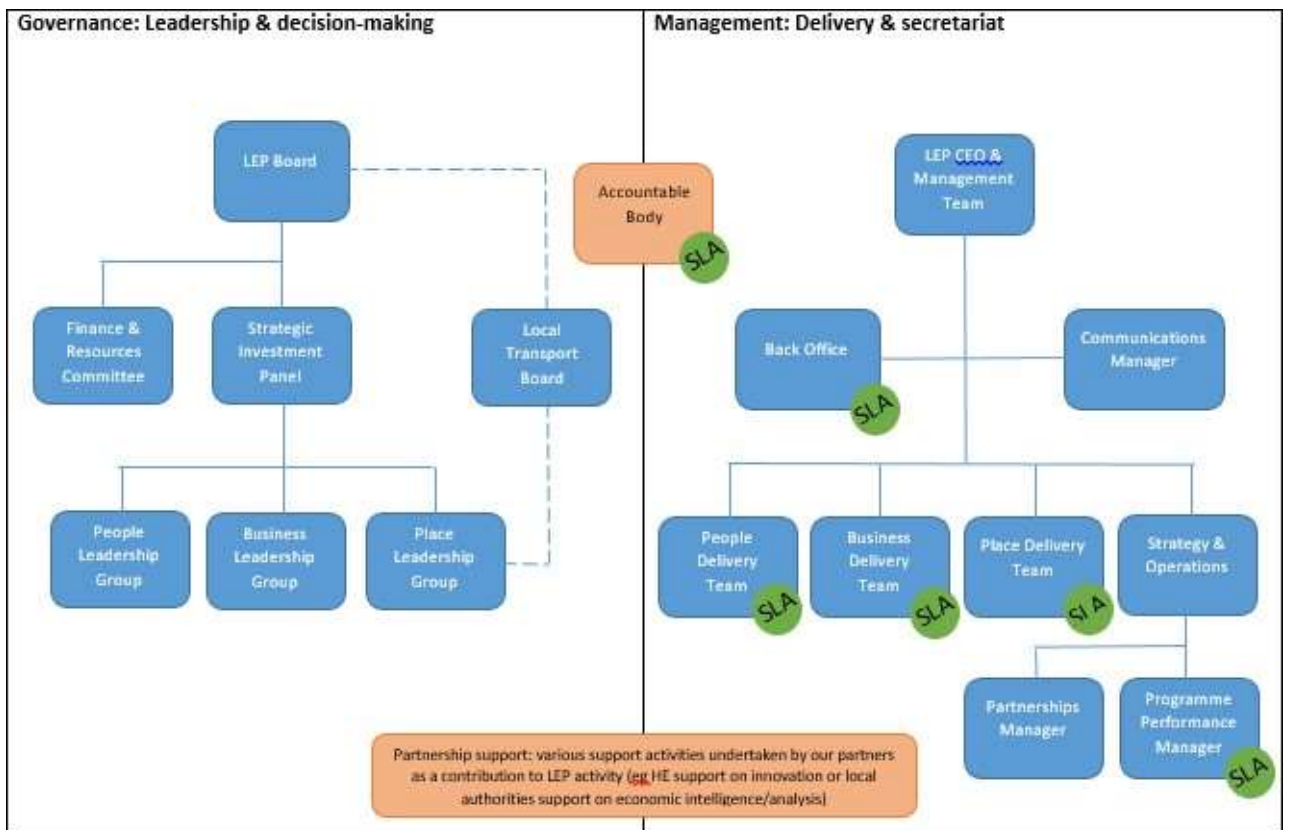 Governance: Leadership & decision-making
LEP Board
Finance &
Resources
Committee
Strategic
Investment
Panel
Local
Transport
Board
People
Leadership
Group
Business
Leadership
Group
Place
Leadership
Group
Accountable
Body
SLA
Management: Delivery & secretariat
LEP CEO &
Management
Team
Back Office
SLA
Communications
Manager
People
Delivery
Team
SLA
Business
Delivery
Team
SLA
Place Delivery
Team
SLA
Strategy &
Operations
Partnerships
Manager
Programme
Performance
Manager
SLA
Partnership support: various support activities undertaken by our partners
as a contribution to LEP activity (eg HE support on innovation or local
authorities support on economic intelligence/analysis)